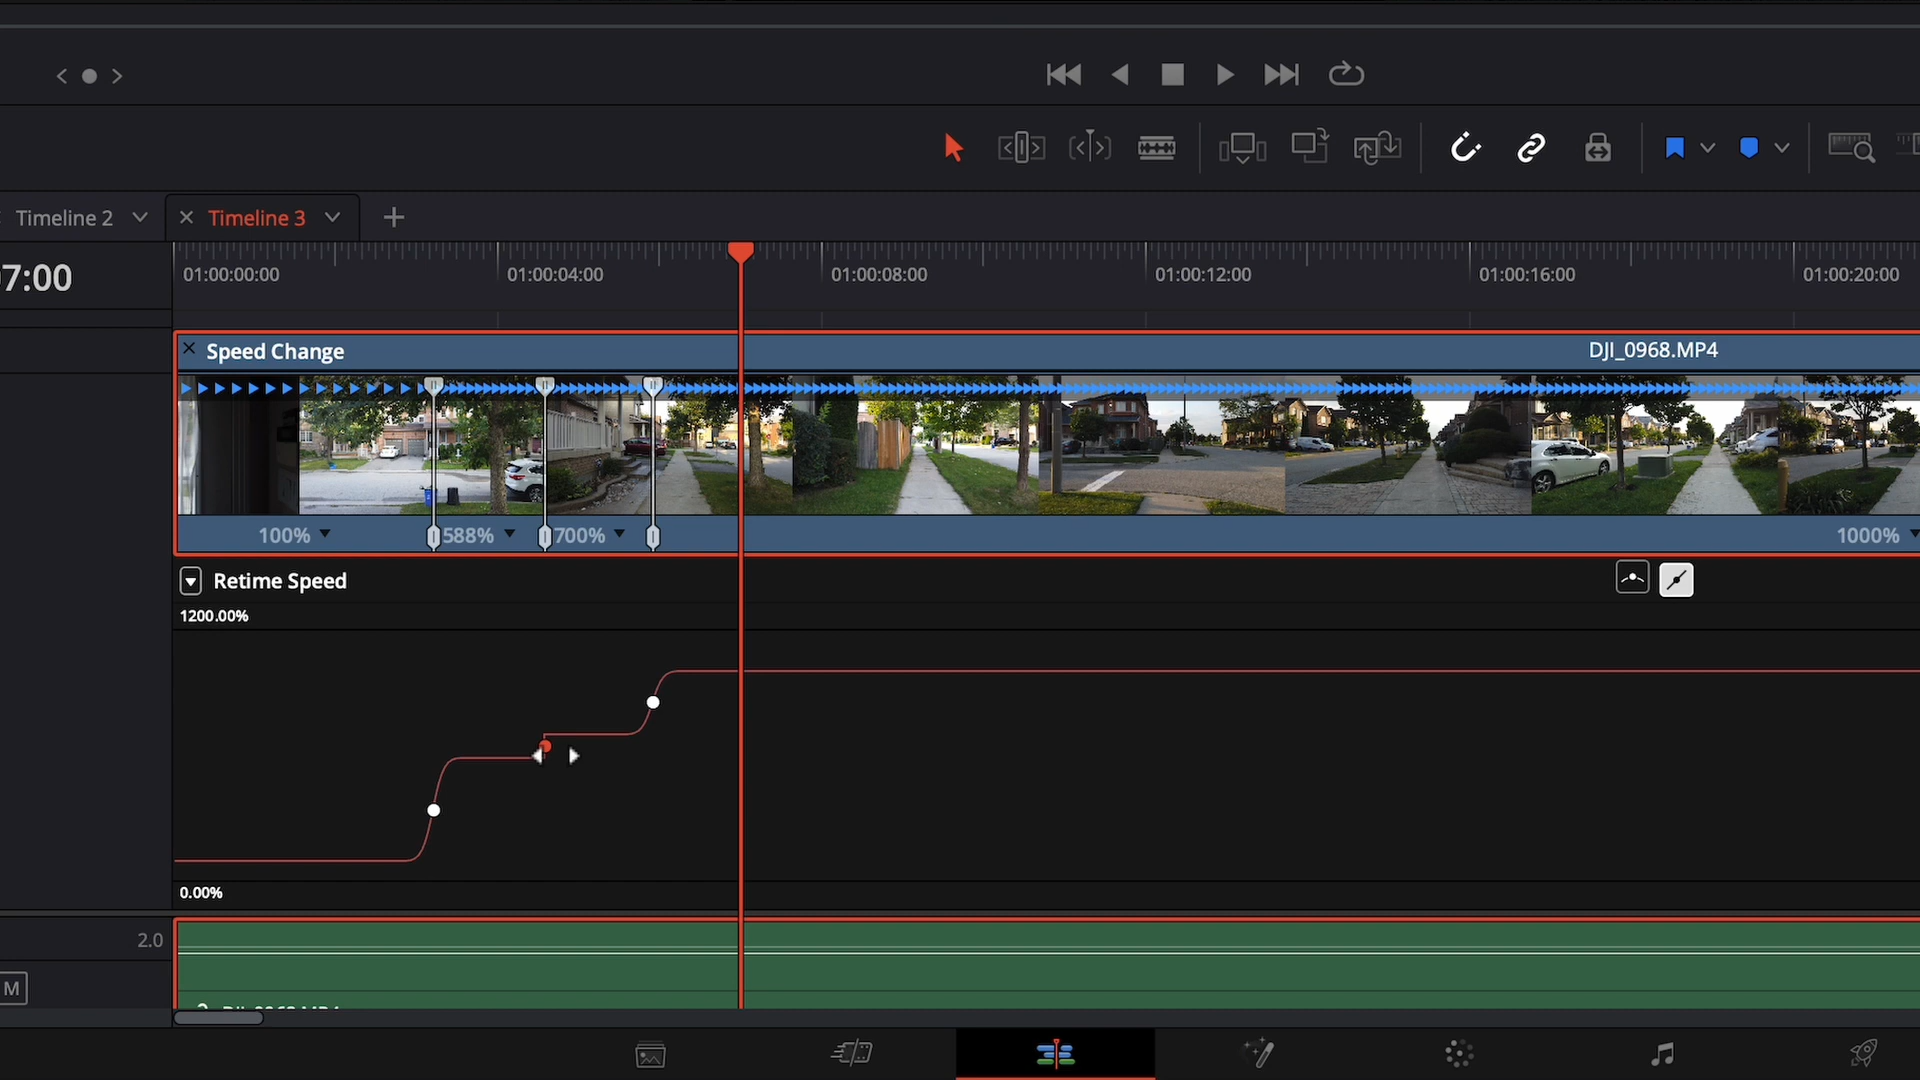 Timeline 2
Timeline 3
7:00
01:00:00:00
01:00:04:00
01:00:08:00
01:00:12:00
01:00:16:00
01:00:20:00
Speed Change
DJI_0968.MP4
100%
588%
700%
1000%
Retime Speed
1200.00%
0.00%
2.0
M